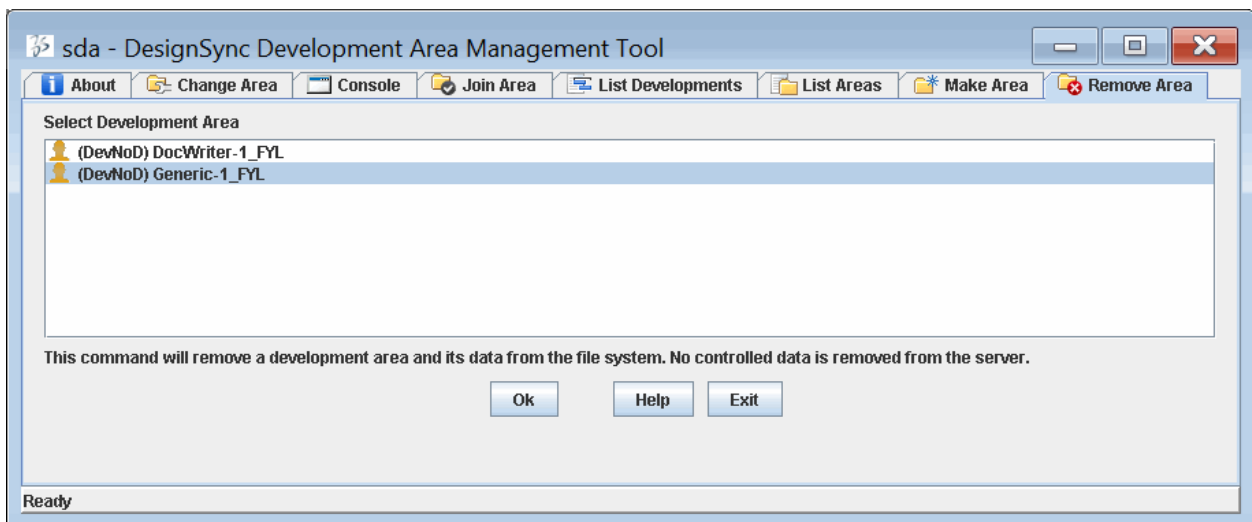 sda - DesignSync Development Area Management Tool
About Change Area Console Join Area List Developments List Areas Make Area Remove Area
Select Development Area
(DevNoD) DocWriter-1_FYL
(DevNoD) Generic-1_FYL
This command will remove a development area and its data from the file system. No controlled data is removed from the server.
Ok Help Exit
Ready